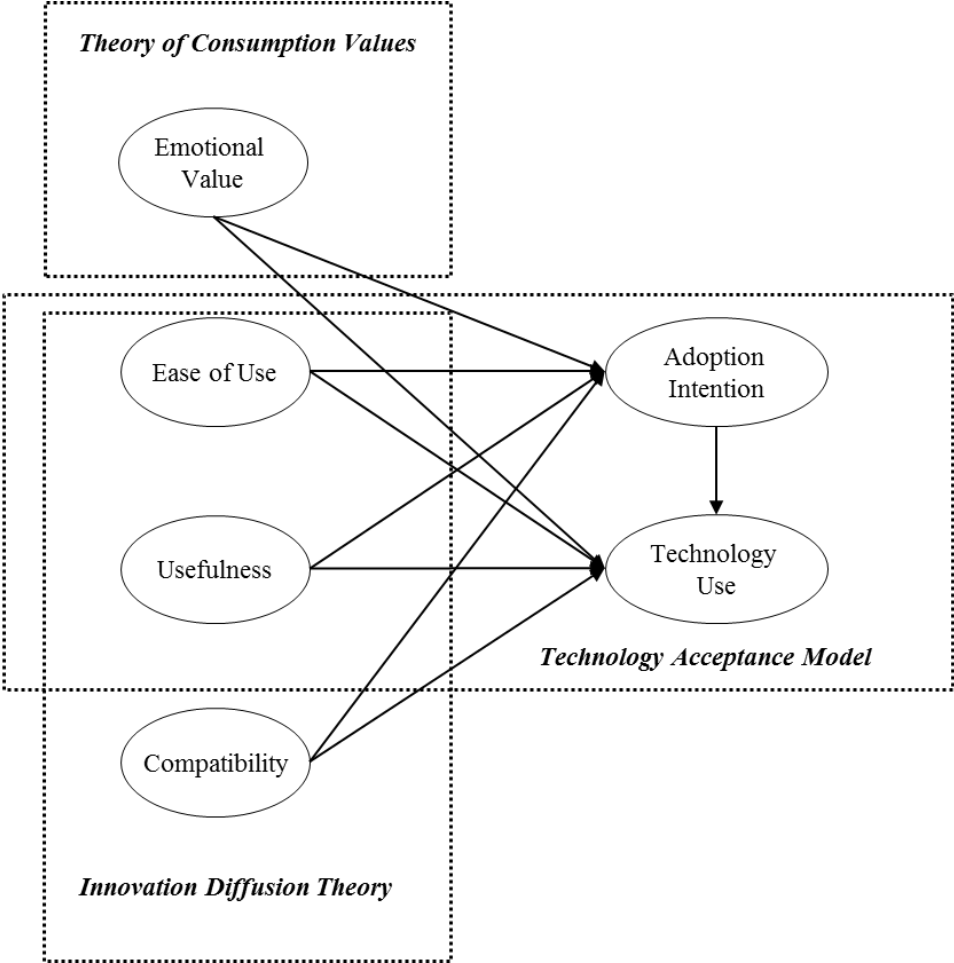 Theory of Consumption Values
Emotional
Value
Ease of Use
Adoption
Intention
Usefulness
Technology
Use
Technology Acceptance Model
Compatibility
Innovation Diffusion Theory